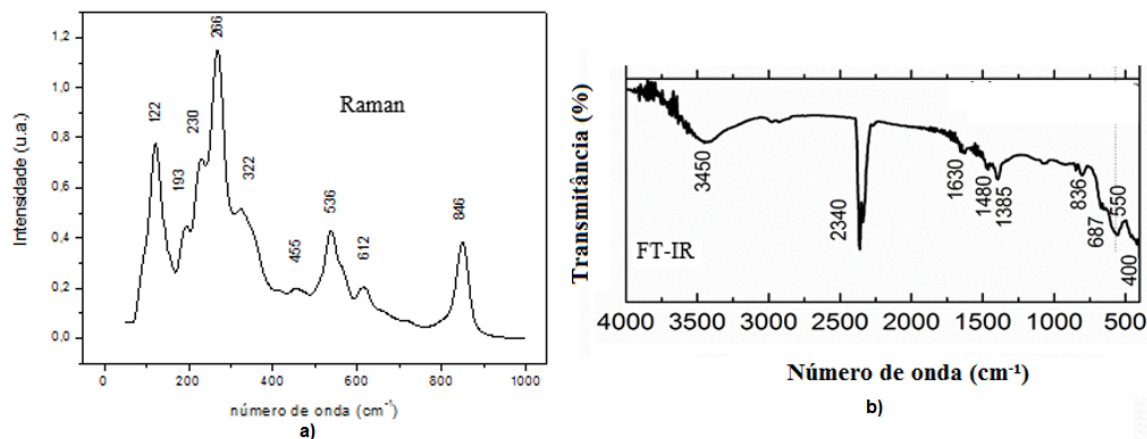 Intensidade (u.a.)
1,2
1,0
0,8
0,6
0,4
0,2
0,0
122
193
230
266
322
455
536
612
846
Raman
0 200 400 600 800 1000
número de onda (cm⁻¹)
a)
Transmitância (%)
3450
2340
1630
1480
1385
836
687
550
400
FT-IR
4000 3500 3000 2500 2000 1500 1000 500
Número de onda (cm⁻¹)
b)